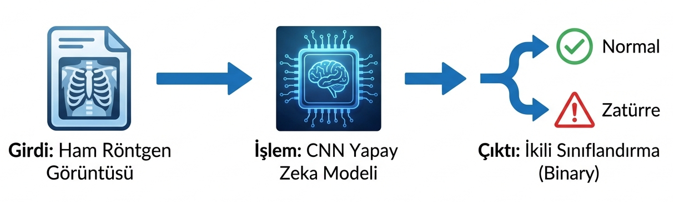 Normal
Zatürre
Girdi: Ham Röntgen
Görüntüsü
İşlem: CNN Yapay
Zeka Modeli
Çıktı: İkili Sınıflandırma
(Binary)